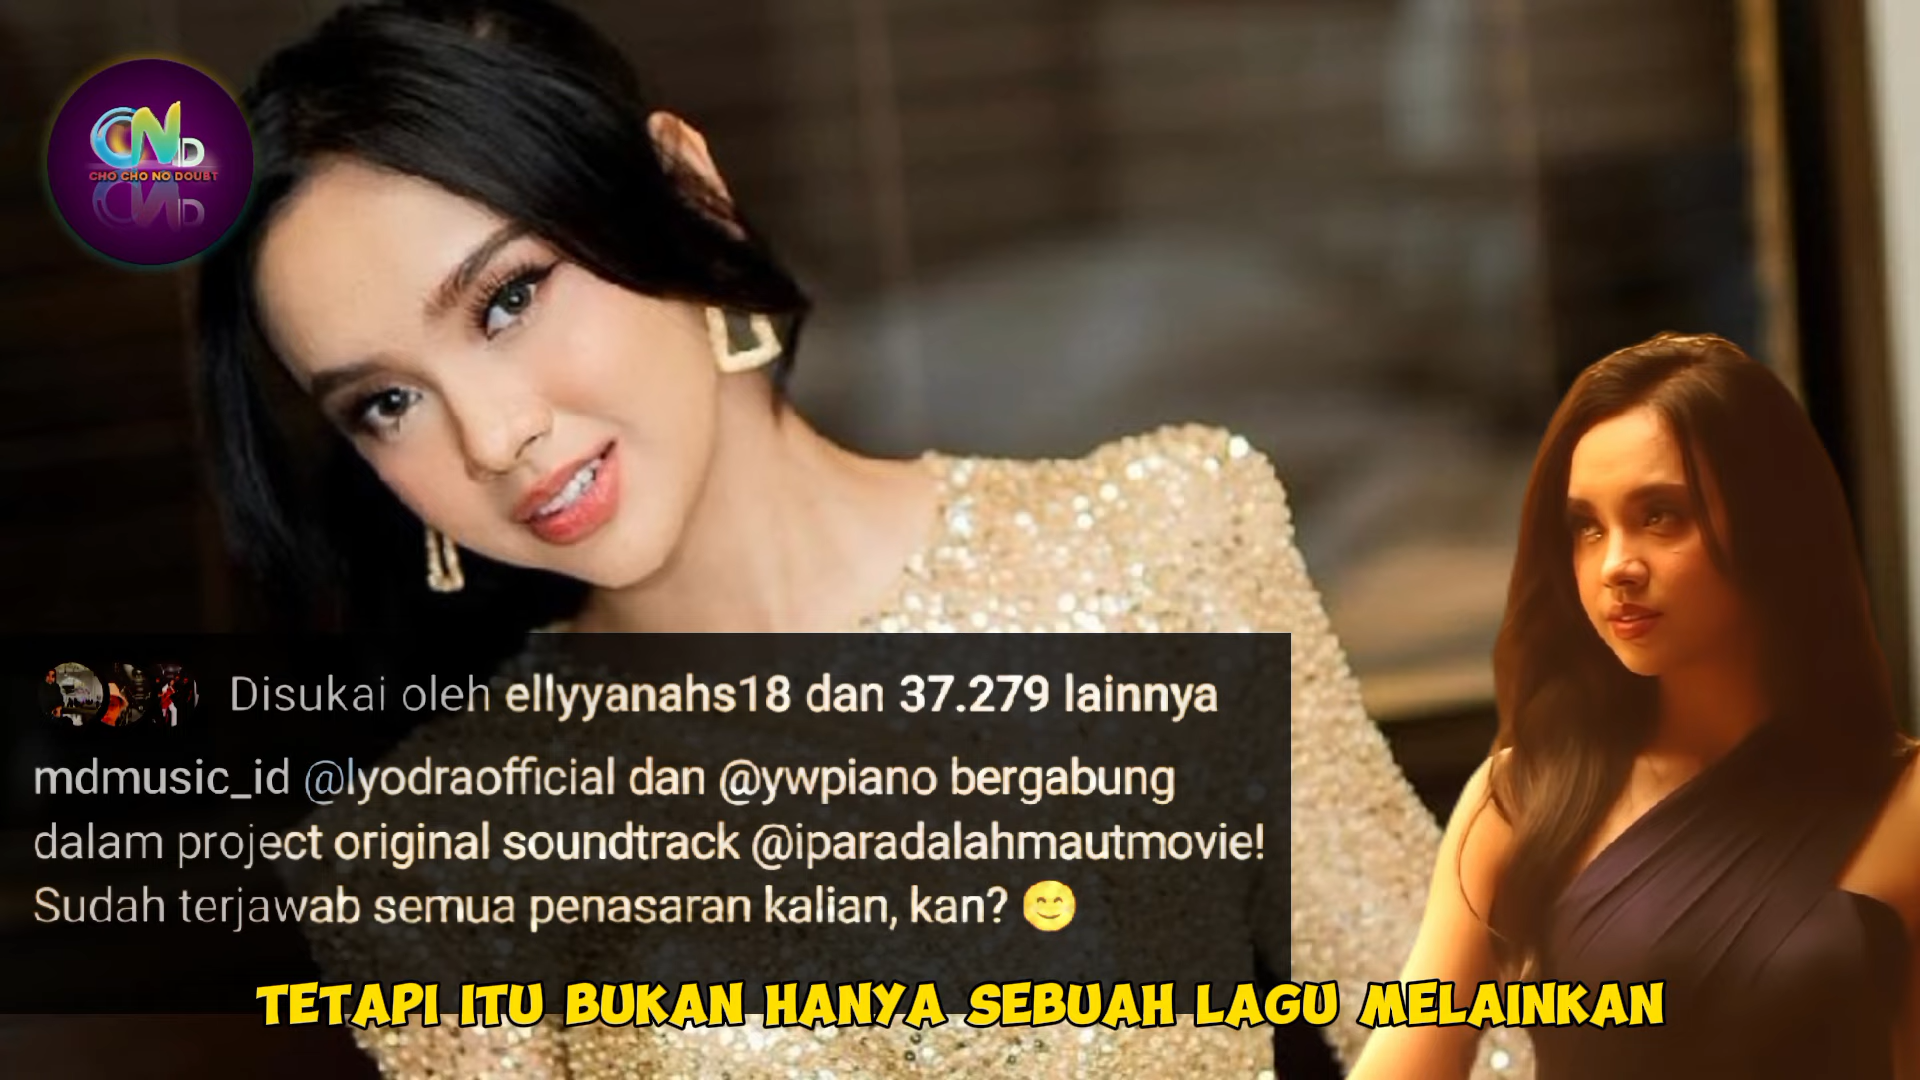 CND
CHO CHO NO DOUBT
Disukai oleh ellyyanahs18 dan 37.279 lainnya
mdmusic_id @lyodraofficial dan @ywpiano bergabung
dalam project original soundtrack @iparadalahmautmovie!
Sudah terjawab semua penasaran kalian, kan? 😊
TETAPI ITU BUKAN HANYA SEBUAH LAGU MELAINKAN